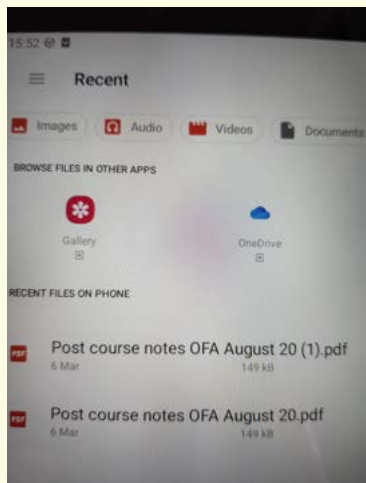 15:52
Recent
Images Audio Videos Documents
BROWSE FILES IN OTHER APPS
Gallery OneDrive
RECENT FILES ON PHONE
PDF Post course notes OFA August 20 (1).pdf
6 Mar 149 kB
PDF Post course notes OFA August 20.pdf
6 Mar 149 kB